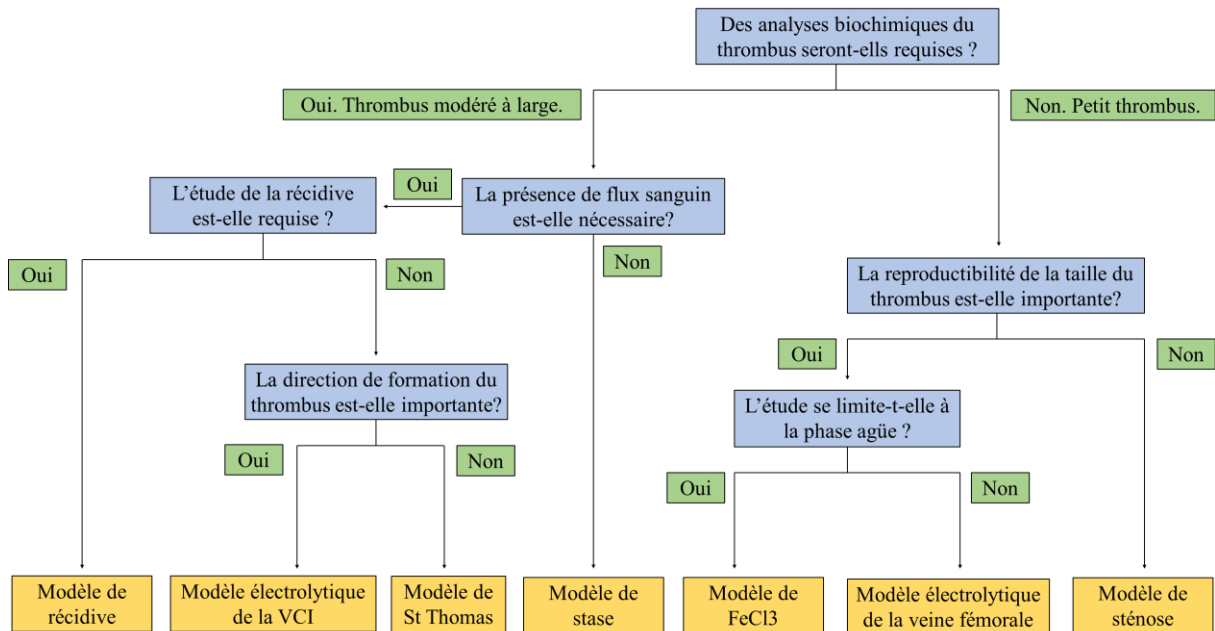 Des analyses biochimiques du
thrombus seront-ells requises ?
Oui. Thrombus modéré à large.
Non. Petit thrombus.
L'étude de la récidive
est-elle requise ?
Oui
La présence de flux sanguin
est-elle nécessaire?
Oui
Non
Non
La reproductibilité de la taille du
thrombus est-elle importante?
Oui
Non
La direction de formation du
thrombus est-elle importante?
L'étude se limite-t-elle à
la phase agüe ?
Oui
Non
Oui
Non
Modèle de
récidive
Modèle électrolytique
de la VCI
Modèle de
St Thomas
Modèle de
stase
Modèle de
FeCl3
Modèle électrolytique
de la veine fémorale
Modèle de
sténose